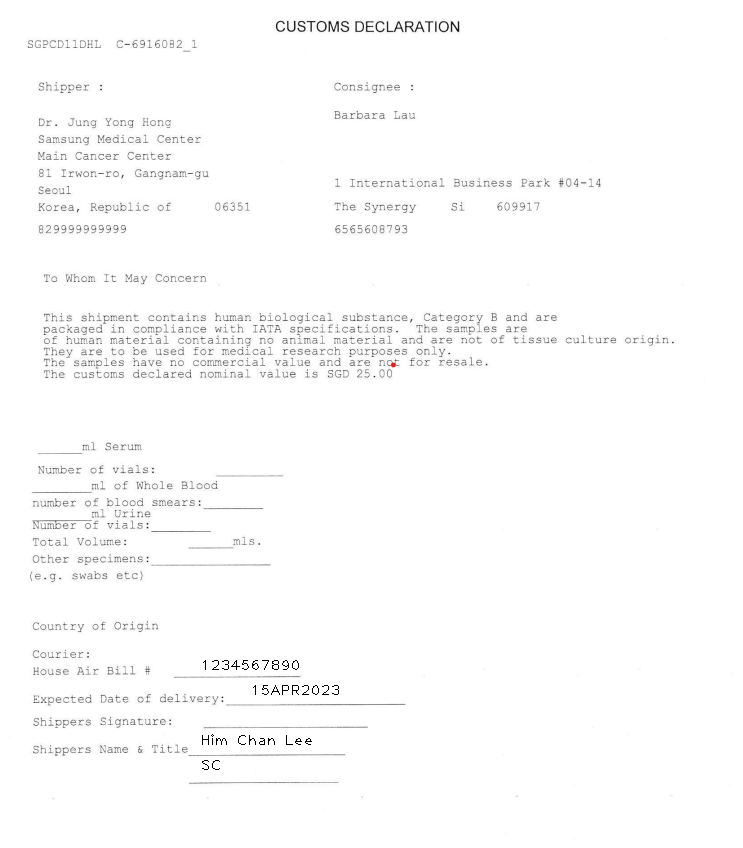 CUSTOMS DECLARATION
SGPCD11DHL C-6916082_1
Shipper :
Dr. Jung Yong Hong
Samsung Medical Center
Main Cancer Center
81 Irwon-ro, Gangnam-gu
Seoul
Korea, Republic of 06351
829999999999
Consignee :
Barbara Lau
1 International Business Park #04-14
The Synergy Si 609917
6565608793
To Whom It May Concern
This shipment contains human biological substance, Category B and are
packaged in compliance with IATA specifications. The samples are
of human material containing no animal material and are not of tissue culture origin.
They are to be used for medical research purposes only.
The samples have no commercial value and are not for resale.
The customs declared nominal value is SGD 25.00
______ml Serum
Number of vials: _________
________ml of Whole Blood
number of blood smears:________
________ml Urine
Number of vials:________
Total Volume: ______mls.
Other specimens:________________
(e.g. swabs etc)
Country of Origin
Courier:
House Air Bill # 1234567890
Expected Date of delivery: 15APR2023
Shippers Signature: ______________________
Shippers Name & Title Him Chan Lee
SC